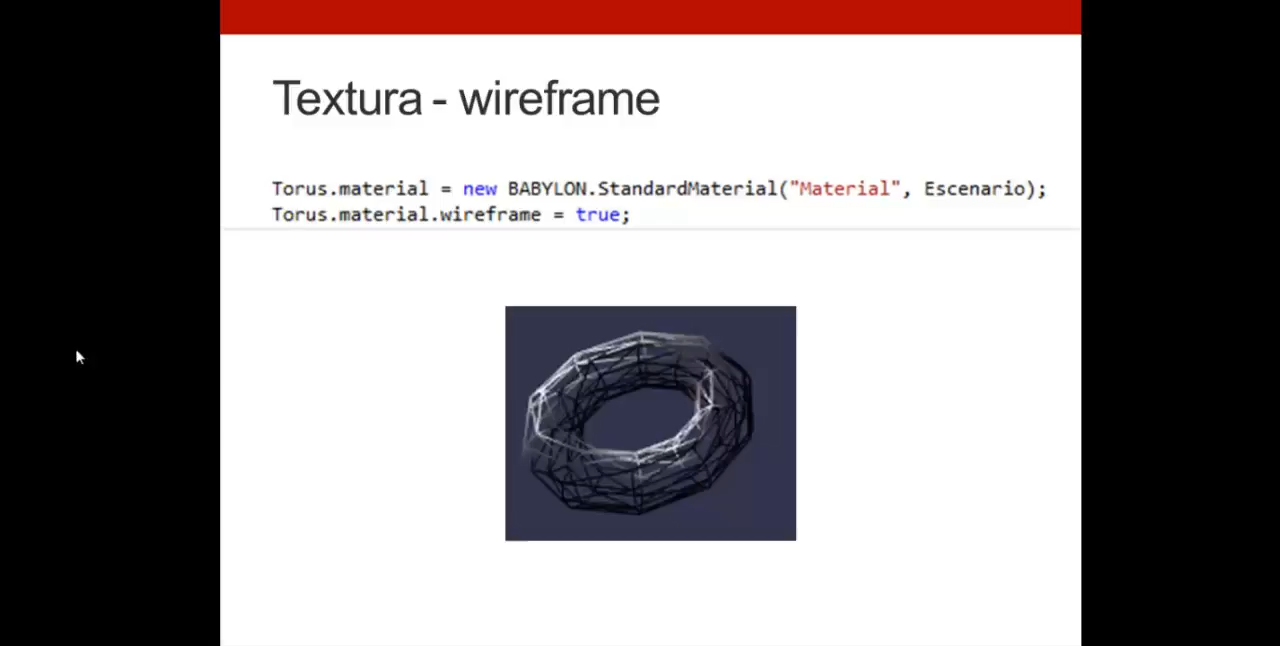 Textura - wireframe
Torus.material = new BABYLON.StandardMaterial("Material", Escenario);
Torus.material.wireframe = true;